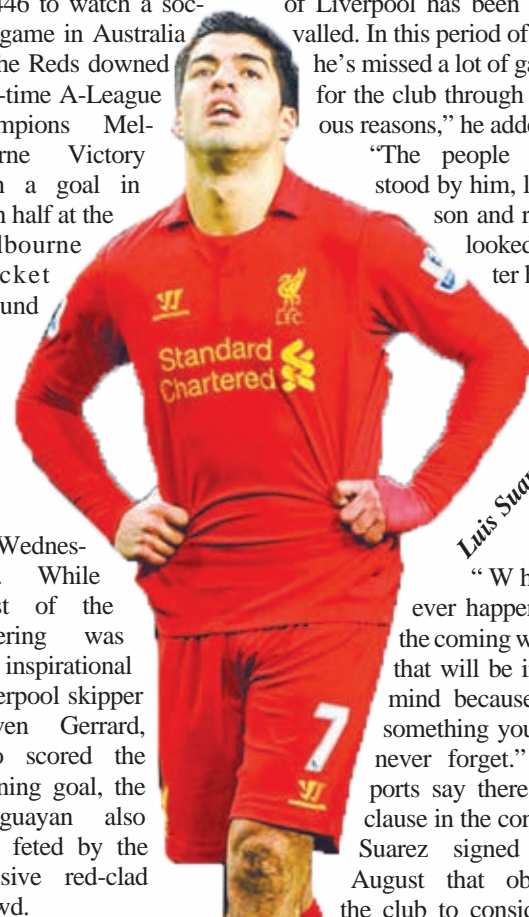 446 to watch a soc-
game in Australia
he Reds downed
-time A-League
mpions Mel-
rne Victory
a goal in
half at the
lbourne
cket
und
Wednes-
While
st of the
ering was
inspirational
erpool skipper
ven Gerrard,
o scored the
ning goal, the
guayan also
feted by the
sive red-clad
wd.
L.F.C.
Standard
Chartered
7
of Liverpool has been
valled. In this period of
he's missed a lot of ga
for the club through
ous reasons,” he adde
“The people
stood by him, l
son and
looked
ter
Luis Suar
“ W h
ever happen
the coming w
that will be i
mind because
something you
never forget.”
ports say there
clause in the con
Suarez signed
August that ob
the club to consid